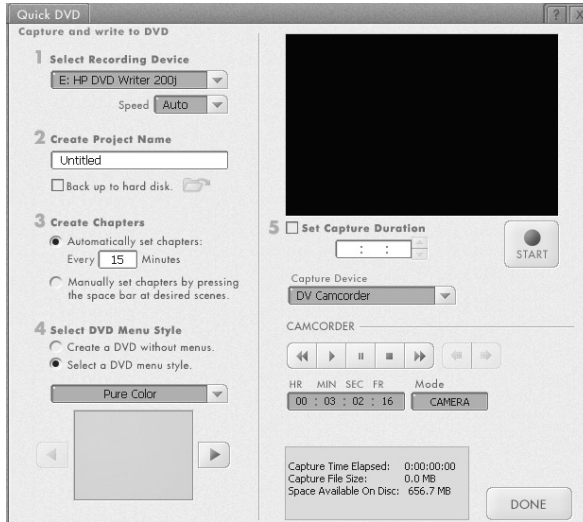 Quick DVD
? X
Capture and write to DVD
1 Select Recording Device
E: HP DVD Writer 200j
Speed Auto
2 Create Project Name
Untitled
Back up to hard disk.
3 Create Chapters
Automatically set chapters:
Every 15 Minutes
Manually set chapters by pressing
the space bar at desired scenes.
4 Select DVD Menu Style
Create a DVD without menus.
Select a DVD menu style.
Pure Color
5 Set Capture Duration
: :
START
Capture Device
DV Camcorder
CAMCORDER
HR MIN SEC FR Mode
00 : 03 : 02 : 16 CAMERA
Capture Time Elapsed: 0:00:00:00
Capture File Size: 0.0 MB
Space Available On Disc: 656.7 MB
DONE